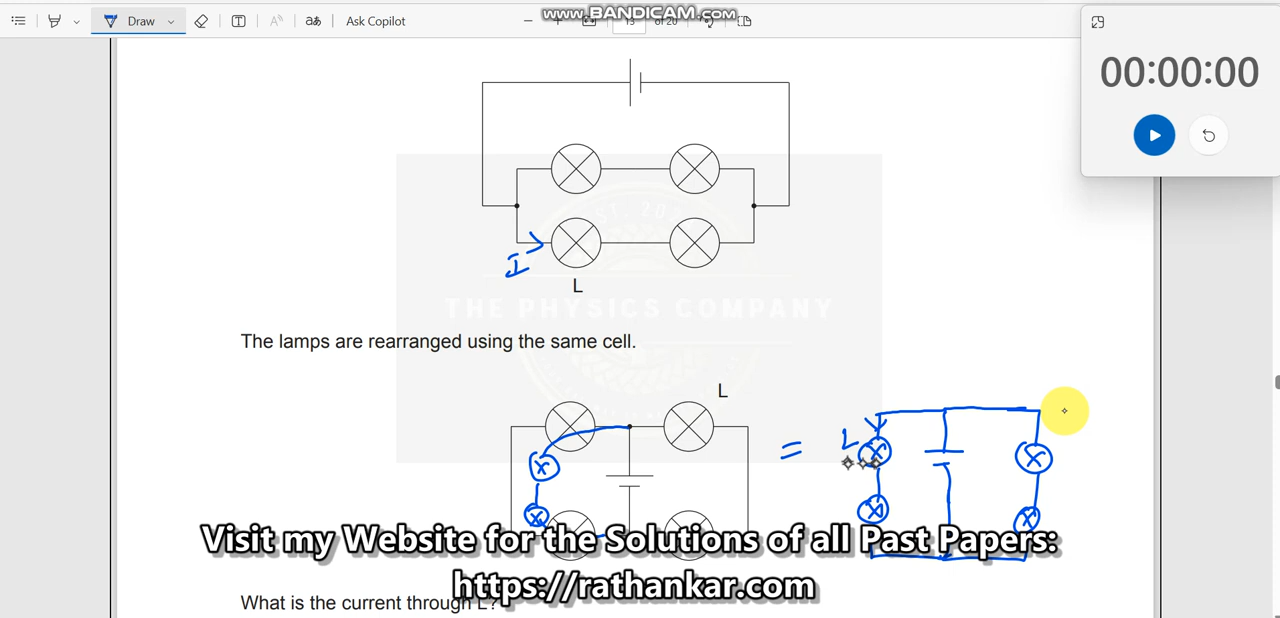 www.BANDICAM.com
Draw
Ask Copilot
of 20
00:00:00
EST. 20
I
L
THE PHYSICS COMPANY
The lamps are rearranged using the same cell.
L
=
L
Visit my Website for the Solutions of all Past Papers:
https://rathankar.com
What is the current through L?